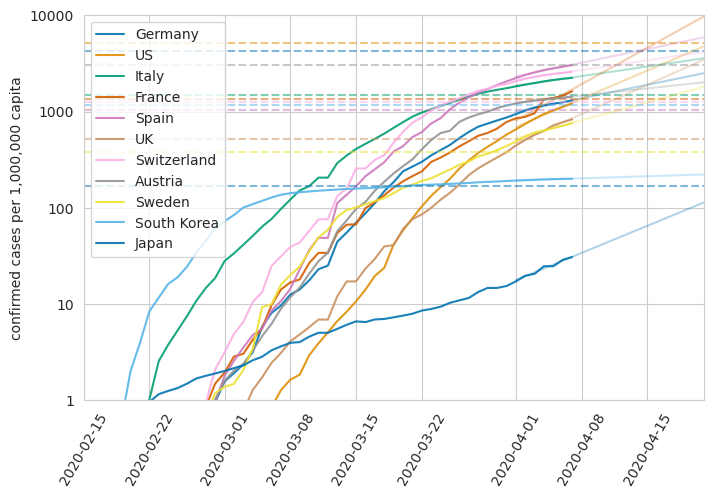 confirmed cases per 1,000,000 capita
10000
1000
100
10
1
Germany
US
Italy
France
Spain
UK
Switzerland
Austria
Sweden
South Korea
Japan
2020-02-15
2020-02-22
2020-03-01
2020-03-08
2020-03-15
2020-03-22
2020-04-01
2020-04-08
2020-04-15